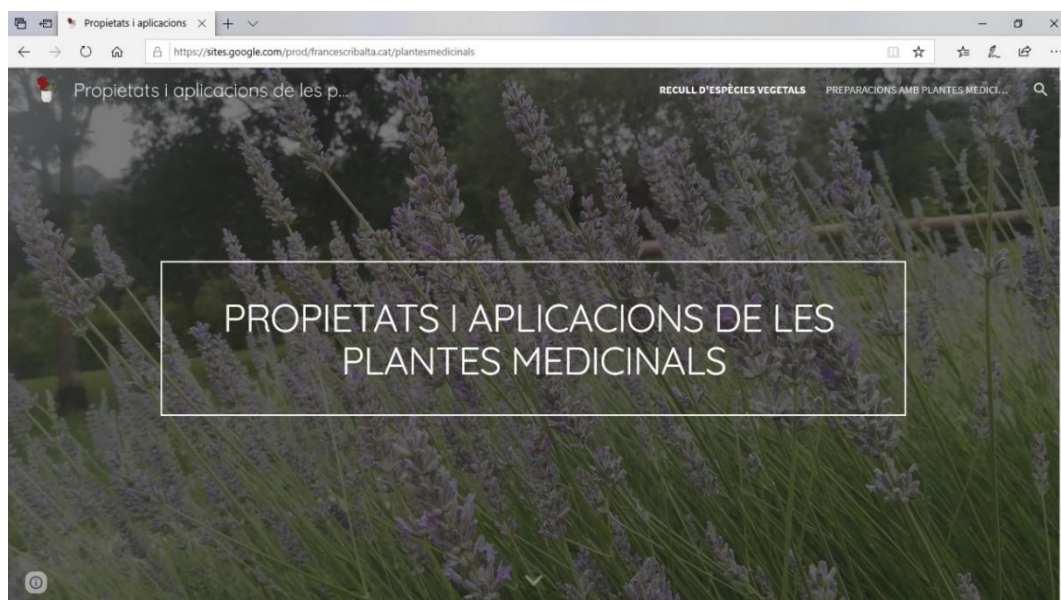 Propietats i aplicacions
https://sites.google.com/prod/francescribalta.cat/plantesmedicinals
Propietats i aplicacions de les p...
RECULL D'ESPÈCIES VEGETALS
PREPARACIONS AMB PLANTES MEDICI...
PROPIETATS I APLICACIONS DE LES
PLANTES MEDICINALS